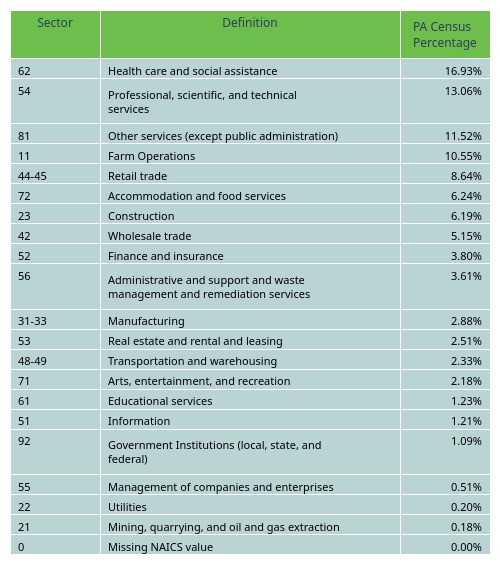 Sector Definition PA Census
Percentage
62 Health care and social assistance 16.93%
54 Professional, scientific, and technical 13.06%
services
81 Other services (except public administration) 11.52%
11 Farm Operations 10.55%
44-45 Retail trade 8.64%
72 Accommodation and food services 6.24%
23 Construction 6.19%
42 Wholesale trade 5.15%
52 Finance and insurance 3.80%
56 Administrative and support and waste 3.61%
management and remediation services
31-33 Manufacturing 2.88%
53 Real estate and rental and leasing 2.51%
48-49 Transportation and warehousing 2.33%
71 Arts, entertainment, and recreation 2.18%
61 Educational services 1.23%
51 Information 1.21%
92 Government Institutions (local, state, and 1.09%
federal)
55 Management of companies and enterprises 0.51%
22 Utilities 0.20%
21 Mining, quarrying, and oil and gas extraction 0.18%
0 Missing NAICS value 0.00%